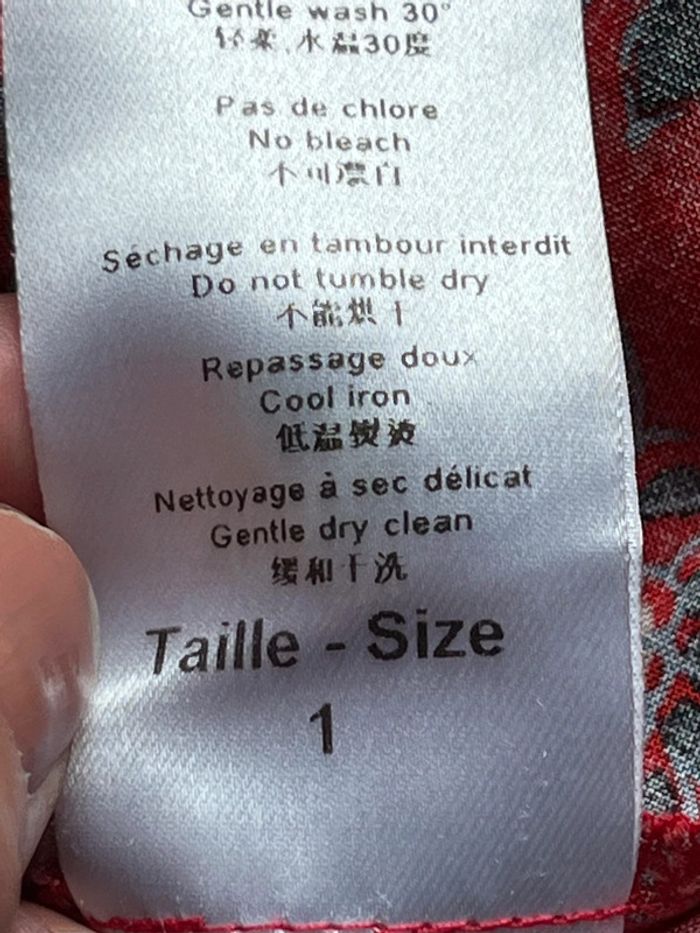 Gentle wash 30°
轻柔，水温30度
Pas de chlore
No bleach
不可漂白
Séchage en tambour interdit
Do not tumble dry
不能烘干
Repassage doux
Cool iron
低温熨烫
Nettoyage à sec délicat
Gentle dry clean
缓和干洗
Taille - Size
1